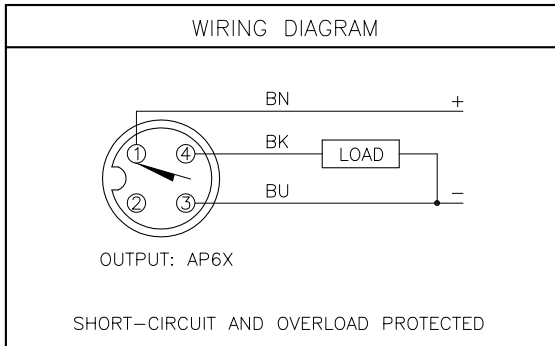 WIRING DIAGRAM
BN +
1 4 BK LOAD
2 3 BU -
OUTPUT: AP6X
SHORT-CIRCUIT AND OVERLOAD PROTECTED